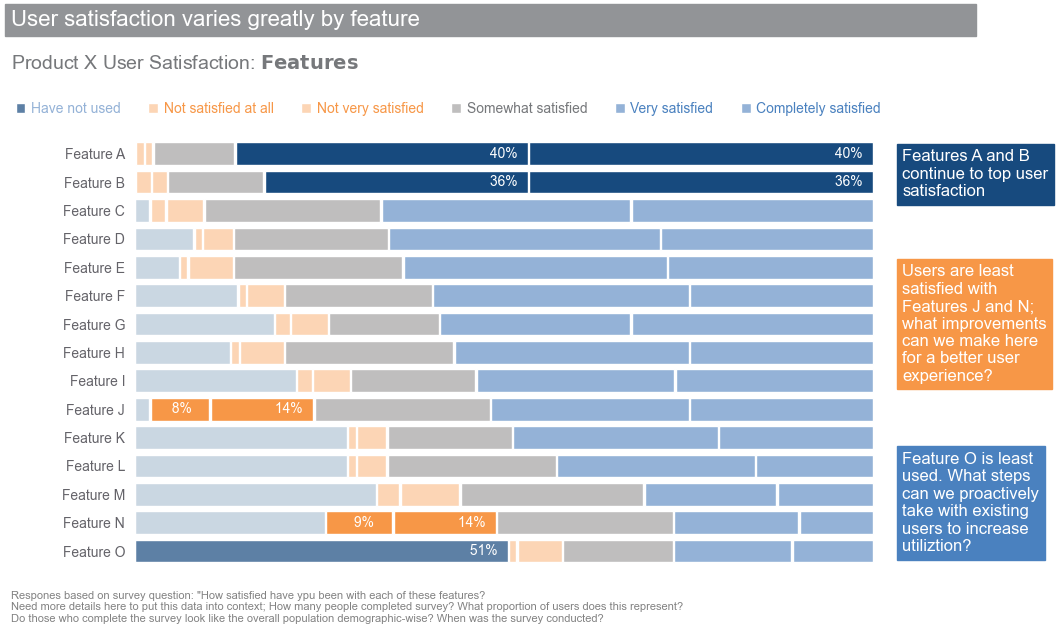 User satisfaction varies greatly by feature
Product X User Satisfaction: Features
Have not used Not satisfied at all Not very satisfied Somewhat satisfied Very satisfied Completely satisfied
Feature A 40% 40%
Feature B 36% 36%
Feature C
Feature D
Feature E
Feature F
Feature G
Feature H
Feature I
Feature J 8% 14%
Feature K
Feature L
Feature M
Feature N 9% 14%
Feature O 51%
Features A and B
continue to top user
satisfaction
Users are least
satisfied with
Features J and N;
what improvements
can we make here
for a better user
experience?
Feature O is least
used. What steps
can we proactively
take with existing
users to increase
utiliztion?
Respones based on survey question: "How satisfied have ypu been with each of these features?
Need more details here to put this data into context; How many people completed survey? What proportion of users does this represent?
Do those who complete the survey look like the overall population demographic-wise? When was the survey conducted?